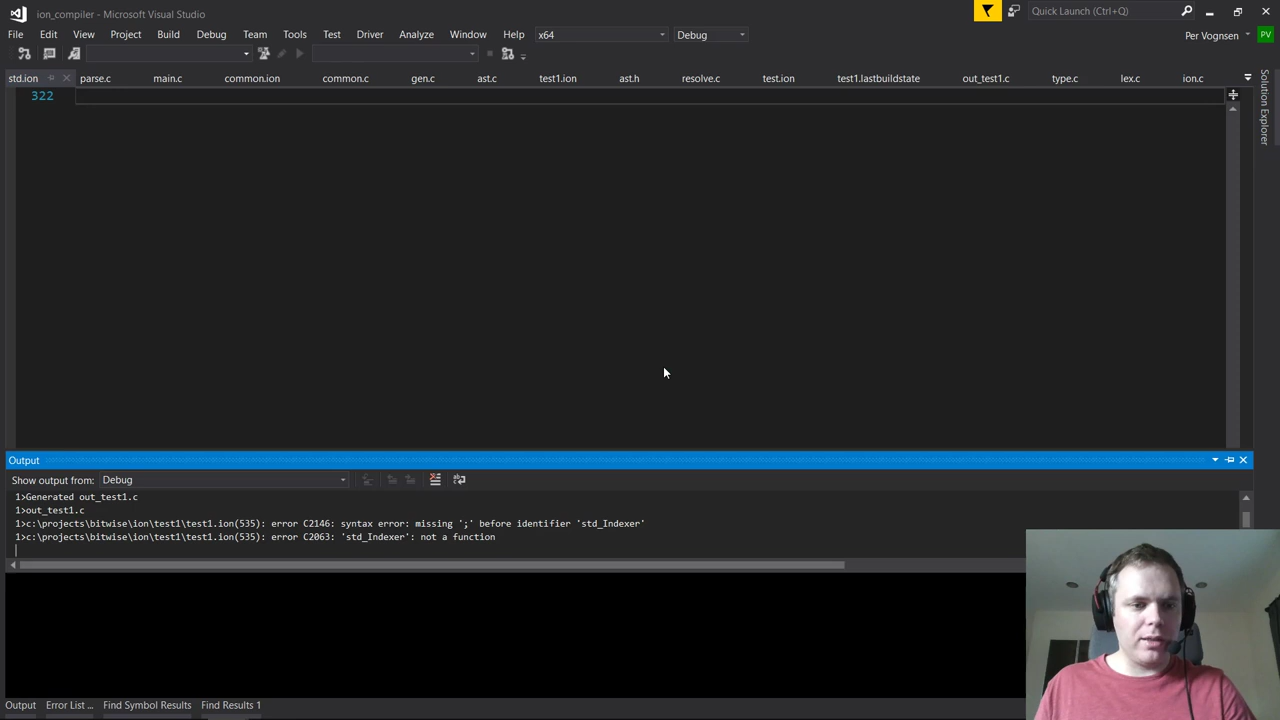 ion_compiler - Microsoft Visual Studio
Quick Launch (Ctrl+Q)
File Edit View Project Build Debug Team Tools Test Driver Analyze Window Help x64 Debug
Per Vognsen PV
std.ion parse.c main.c common.ion common.c gen.c ast.c test1.ion ast.h resolve.c test.ion test1.lastbuildstate out_test1.c type.c lex.c ion.c
Solution Explorer
322
Output
Show output from: Debug
1>Generated out_test1.c
1>out_test1.c
1>c:\projects\bitwise\ion\test1\test1.ion(535): error C2146: syntax error: missing ';' before identifier 'std_Indexer'
1>c:\projects\bitwise\ion\test1\test1.ion(535): error C2063: 'std_Indexer': not a function
Output Error List ... Find Symbol Results Find Results 1